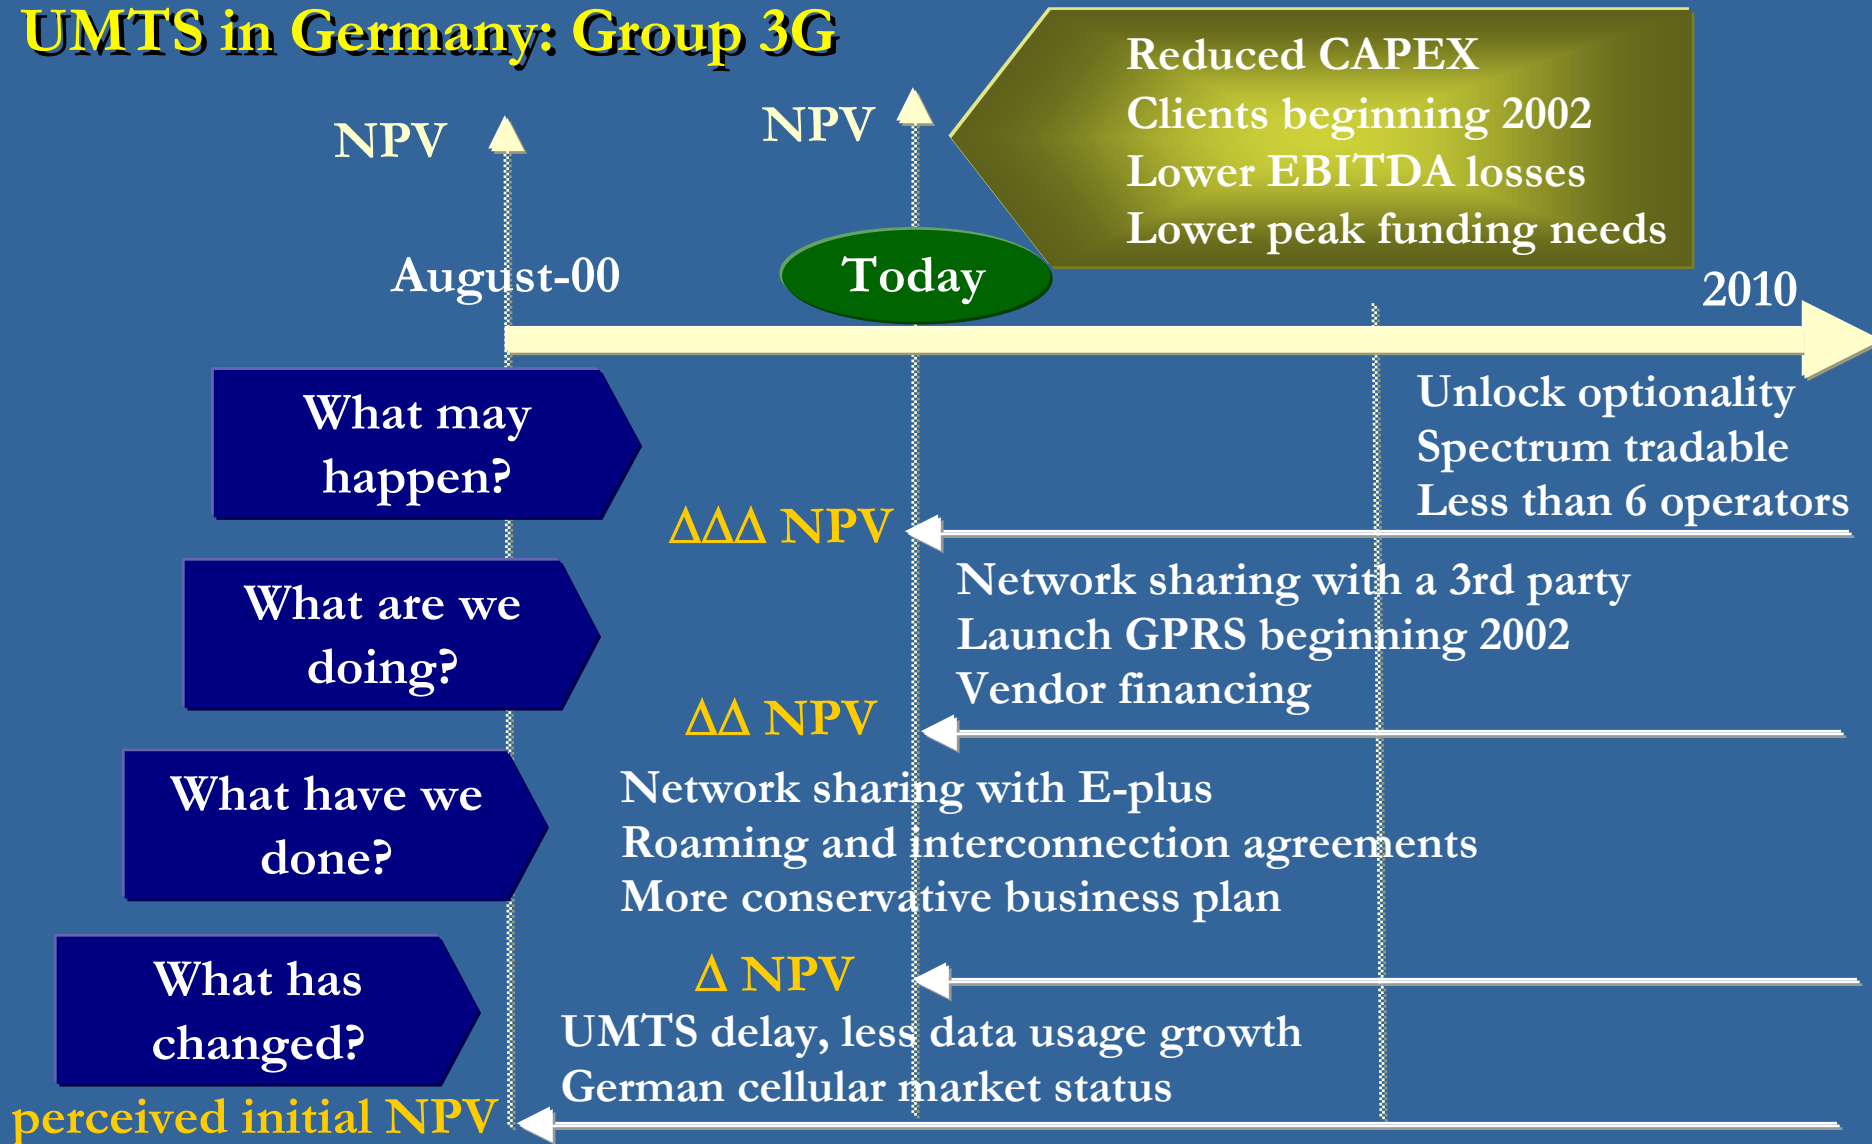 UMTS in Germany: Group 3G
Reduced CAPEX
Clients beginning 2002
Lower EBITDA losses
Lower peak funding needs
NPV
NPV
August-00
Today
2010
What may
happen?
Unlock optionality
Spectrum tradable
Less than 6 operators
ΔΔΔ NPV
What are we
doing?
Network sharing with a 3rd party
Launch GPRS beginning 2002
Vendor financing
ΔΔ NPV
What have we
done?
Network sharing with E-plus
Roaming and interconnection agreements
More conservative business plan
Δ NPV
What has
changed?
UMTS delay, less data usage growth
German cellular market status
perceived initial NPV